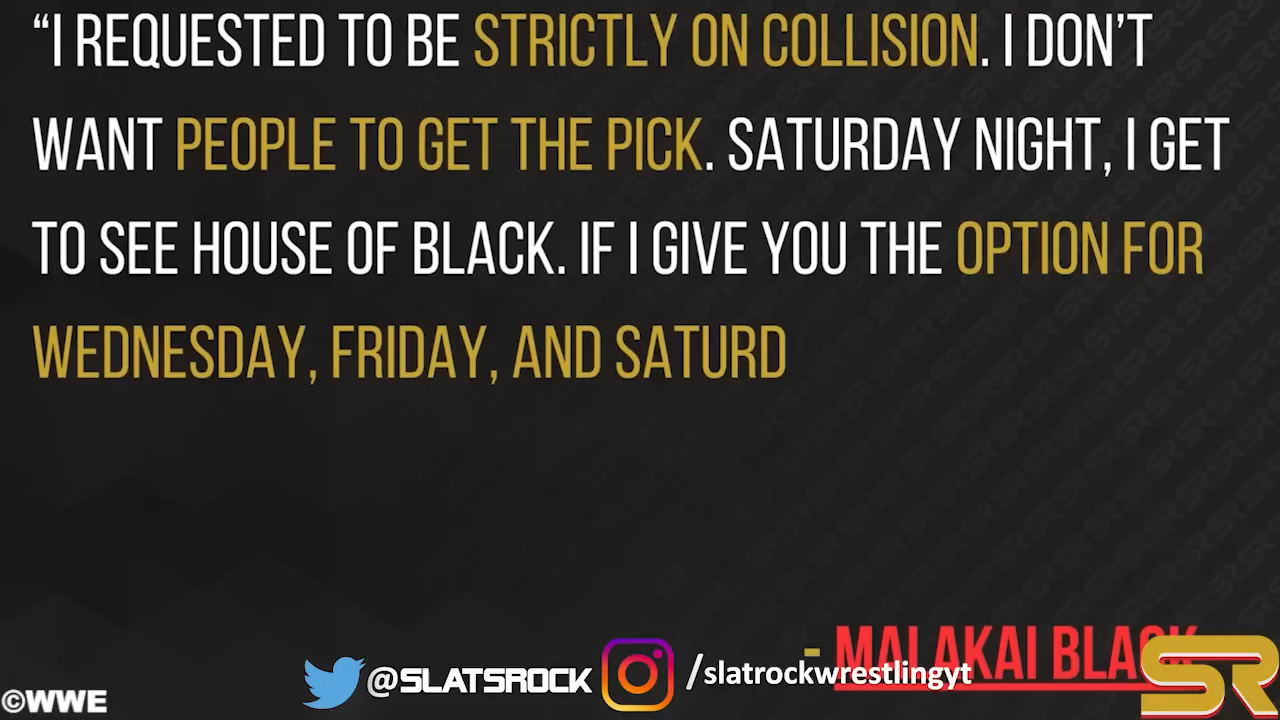 “I REQUESTED TO BE STRICTLY ON COLLISION. I DON’T
WANT PEOPLE TO GET THE PICK. SATURDAY NIGHT, I GET
TO SEE HOUSE OF BLACK. IF I GIVE YOU THE OPTION FOR
WEDNESDAY, FRIDAY, AND SATURD
- MALAKAI BLACK
@SLATSROCK /slatrockwrestlingyt
SR
©WWE